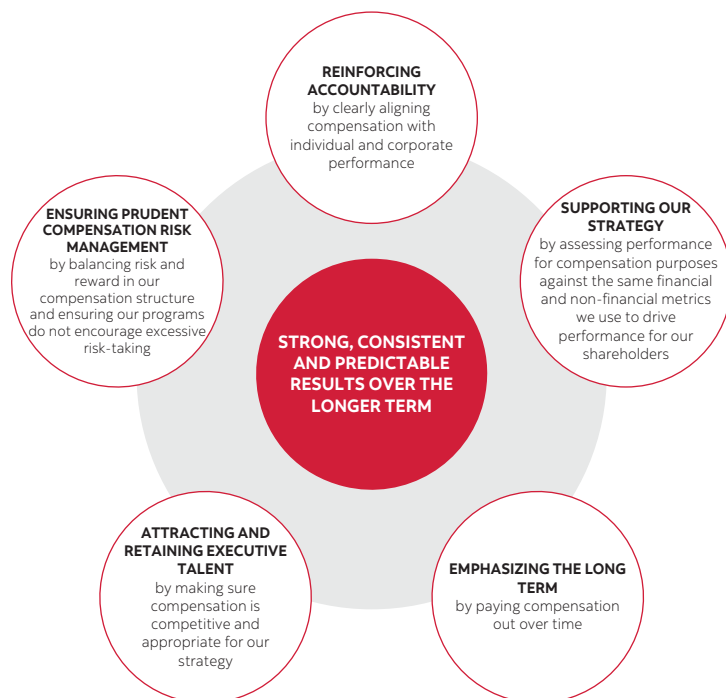 REINFORCING
ACCOUNTABILITY
by clearly aligning
compensation with
individual and corporate
performance
ENSURING PRUDENT
COMPENSATION RISK
MANAGEMENT
by balancing risk and
reward in our
compensation structure
and ensuring our programs
do not encourage excessive
risk-taking
SUPPORTING OUR
STRATEGY
by assessing performance
for compensation purposes
against the same financial
and non-financial metrics
we use to drive
performance for our
shareholders
STRONG, CONSISTENT
AND PREDICTABLE
RESULTS OVER THE
LONGER TERM
ATTRACTING AND
RETAINING EXECUTIVE
TALENT
by making sure
compensation is
competitive and
appropriate for our
strategy
EMPHASIZING THE LONG
TERM
by paying compensation
out over time